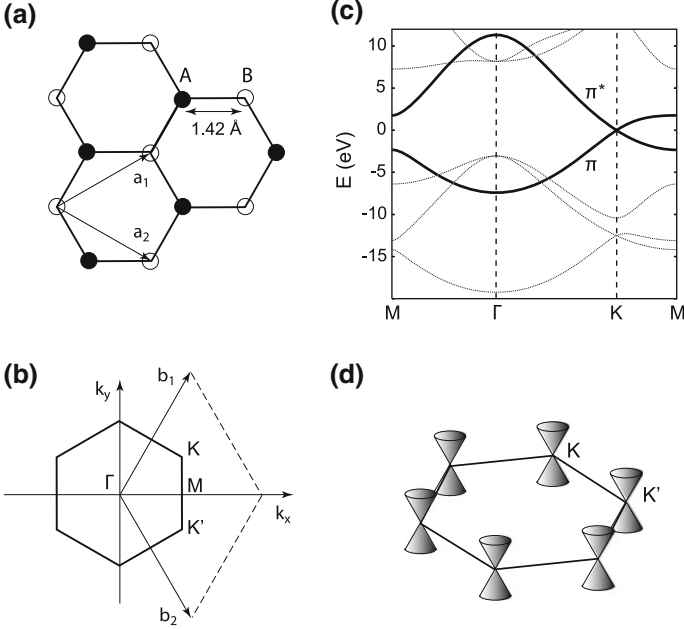 (a)
A
B
1.42 Å
a1
a2
(b)
ky
b1
K
Γ
M
kx
K'
b2
(c)
E (eV)
10
5
0
-5
-10
-15
π*
π
M
Γ
K
M
(d)
K
K'